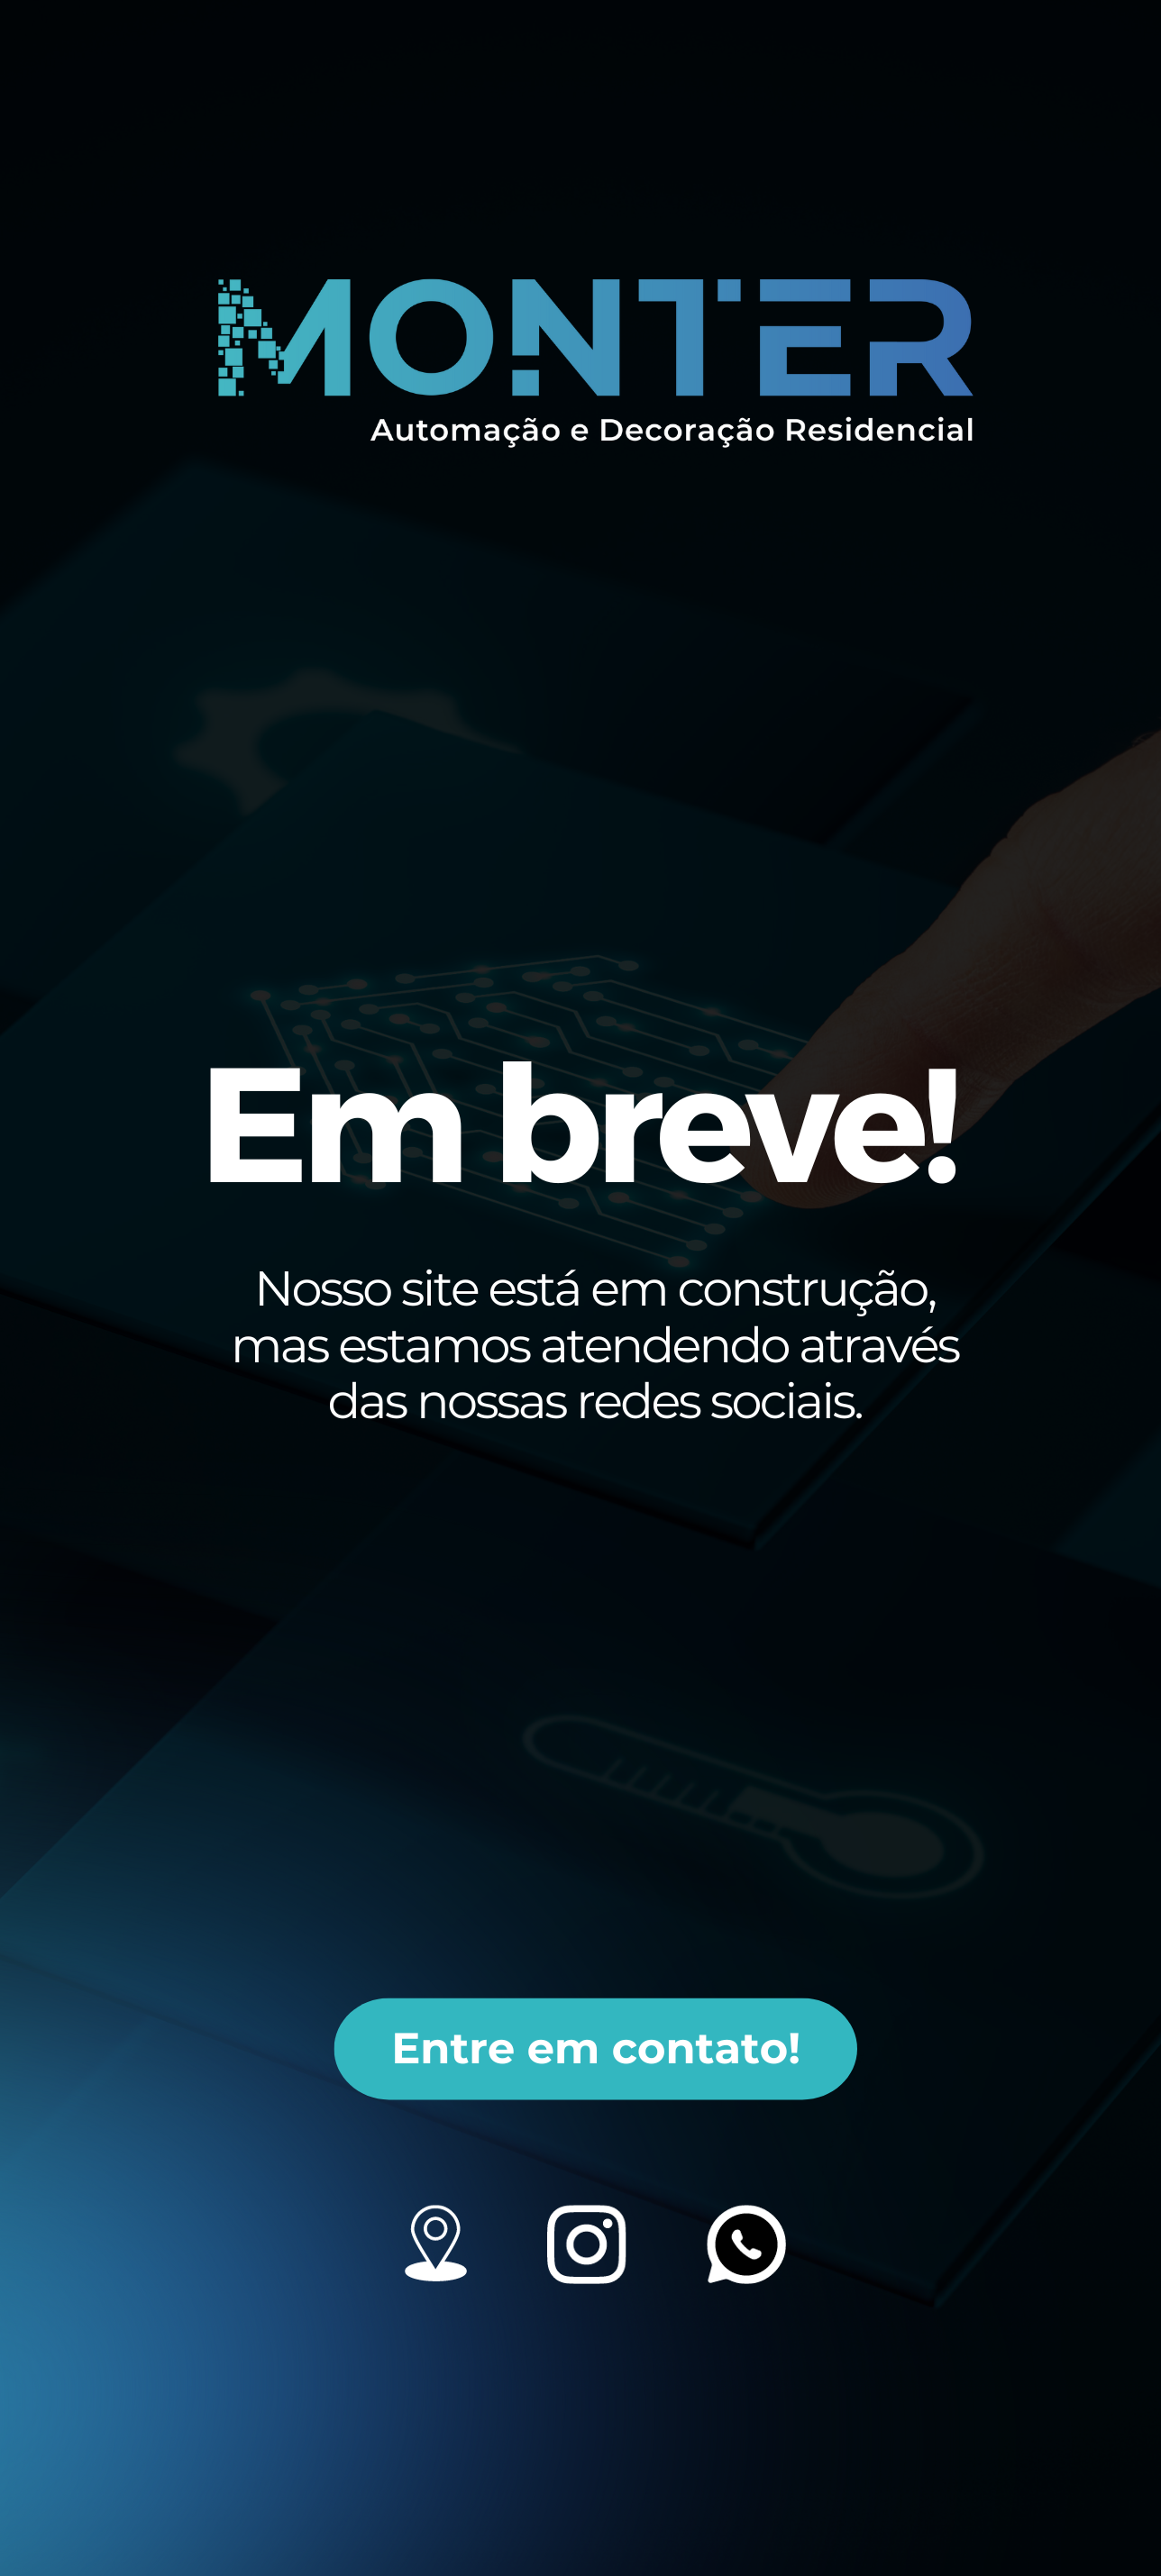 MONTER
Automação e Decoração Residencial
Em breve!
Nosso site está em construção,
mas estamos atendendo através
das nossas redes sociais.
Entre em contato!